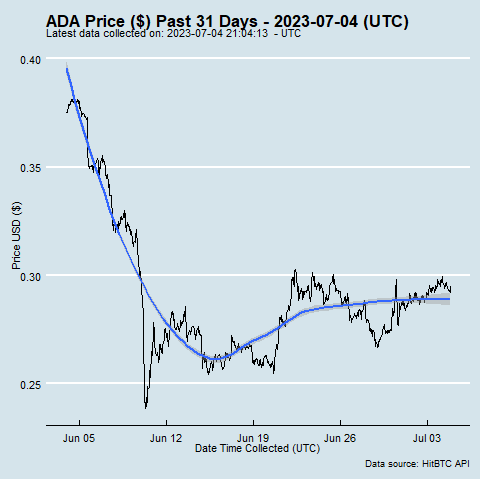 ADA Price ($) Past 31 Days - 2023-07-04 (UTC)
Latest data collected on: 2023-07-04 21:04:13  - UTC
0.40
0.35
0.30
0.25
Price USD ($)
Jun 05
Jun 12
Jun 19
Jun 26
Jul 03
Date Time Collected (UTC)
Data source: HitBTC API